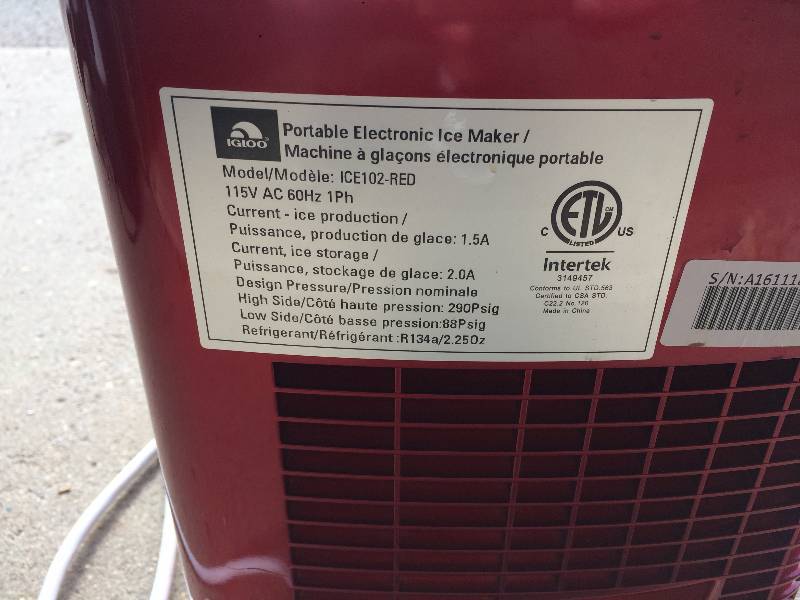 IGLOO
Portable Electronic Ice Maker /
Machine à glaçons électronique portable
Model/Modèle: ICE102-RED
115V AC 60Hz 1Ph
Current - ice production /
Puissance, production de glace: 1.5A
Current, ice storage /
Puissance, stockage de glace: 2.0A
Design Pressure/Pression nominale
High Side/Côté haute pression: 290Psig
Low Side/Côté basse pression:88Psig
Refrigerant/Réfrigérant :R134a/2.25Oz
C ETL CM US
LISTED
Intertek
3149457
Conforms to UL STD.563
Certified to CSA STD.
C22.2 No.120
Made in China
S/N:A16111